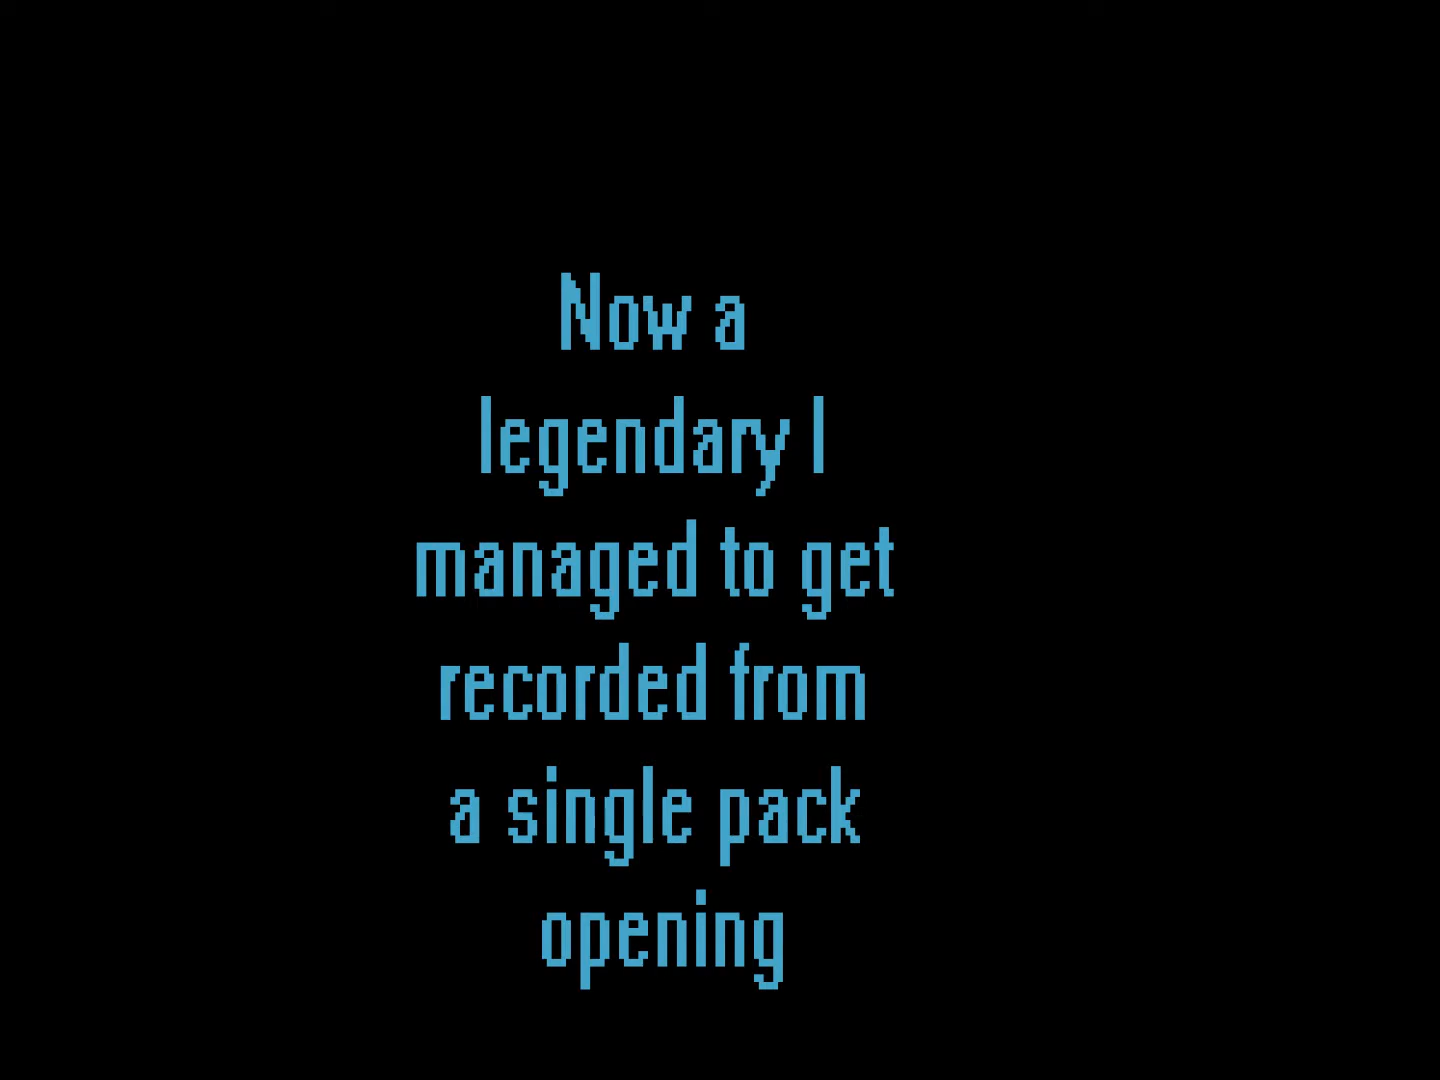 Now a
legendary I
managed to get
recorded from
a single pack
opening